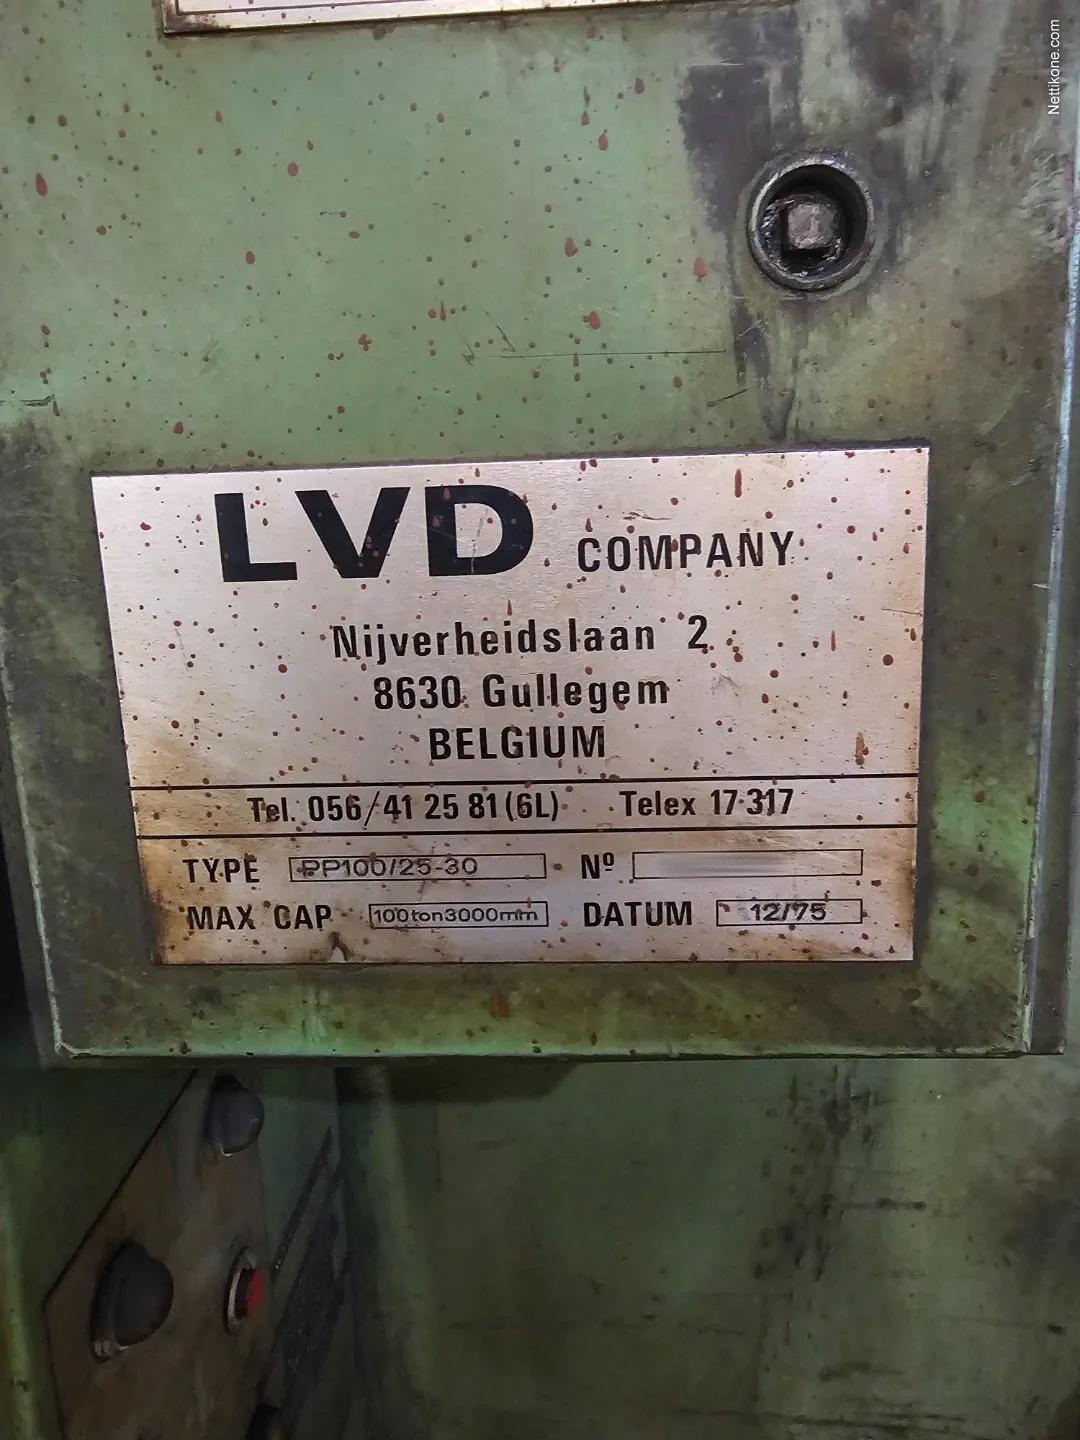 Nettikone.com
LVD COMPANY
Nijverheidslaan 2
8630 Gullegem
BELGIUM
Tel. 056/41 25 81(6L) Telex 17·317
TYPE PP100/25-30 Nº
MAX CAP 100ton3000mm DATUM 12/75